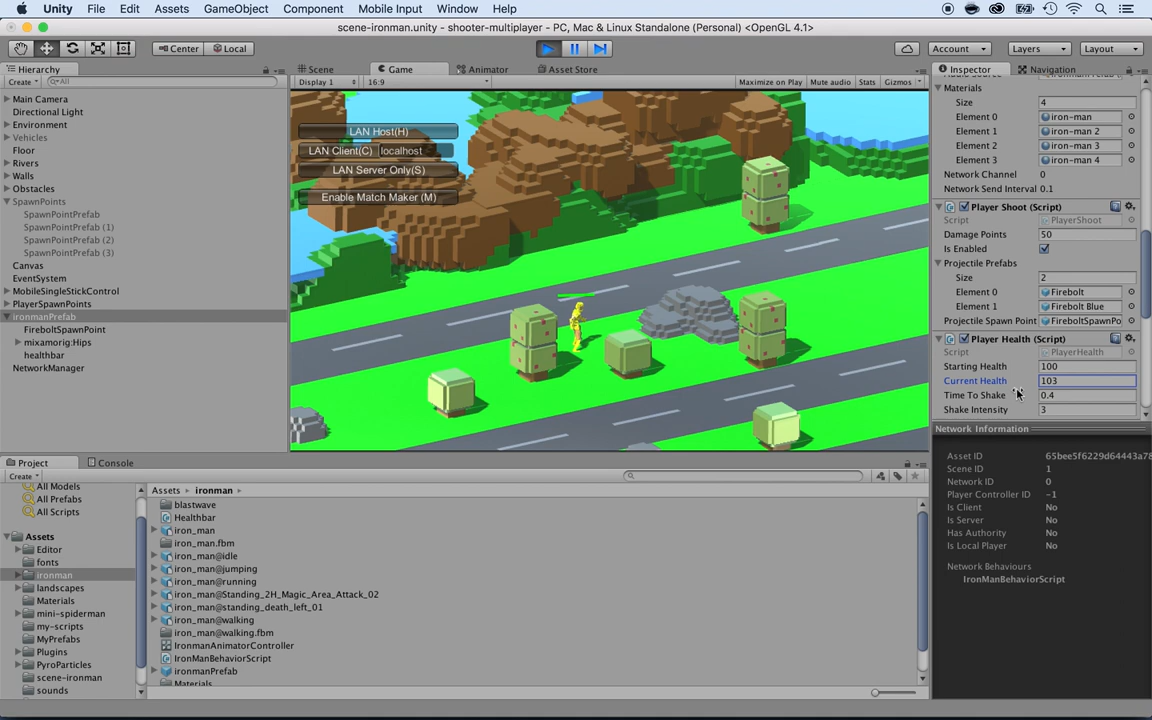 Unity File Edit Assets GameObject Component Mobile Input Window Help
scene-ironman.unity - shooter-multiplayer - PC, Mac & Linux Standalone (Personal) <OpenGL 4.1>
Center Local Account Layers Layout
Hierarchy
Create All
Main Camera
Directional Light
Environment
Vehicles
Floor
Rivers
Walls
Obstacles
SpawnPoints
SpawnPointPrefab
SpawnPointPrefab (1)
SpawnPointPrefab (2)
SpawnPointPrefab (3)
Canvas
EventSystem
MobileSingleStickControl
PlayerSpawnPoints
ironmanPrefab
FireboltSpawnPoint
mixamorig:Hips
healthbar
NetworkManager
Scene Game Animator Asset Store
Display 1 16:9 Maximize on Play Mute audio Stats Gizmos
LAN Host(H)
LAN Client(C) localhost
LAN Server Only(S)
Enable Match Maker (M)
Inspector Navigation
Materials
Size 4
Element 0 iron-man
Element 1 iron-man 2
Element 2 iron-man 3
Element 3 iron-man 4
Network Channel 0
Network Send Interval 0.1
Player Shoot (Script)
Script PlayerShoot
Damage Points 50
Is Enabled
Projectile Prefabs
Size 2
Element 0 Firebolt
Element 1 Firebolt Blue
Projectile Spawn Point FireboltSpawnPo
Player Health (Script)
Script PlayerHealth
Starting Health 100
Current Health 103
Time To Shake 0.4
Shake Intensity 3
Network Information
Asset ID 65bee5f6229d64443a78
Scene ID 1
Network ID 0
Player Controller ID -1
Is Client No
Is Server No
Has Authority No
Is Local Player No
Network Behaviours
IronManBehaviorScript
Project Console
Create
All Models
All Prefabs
All Scripts
Assets
Editor
fonts
ironman
landscapes
Materials
mini-spiderman
my-scripts
MyPrefabs
Plugins
PyroParticles
scene-ironman
sounds
Assets ironman
blastwave
Healthbar
iron_man
iron_man.fbm
iron_man@idle
iron_man@jumping
iron_man@running
iron_man@Standing_2H_Magic_Area_Attack_02
iron_man@standing_death_left_01
iron_man@walking
iron_man@walking.fbm
IronmanAnimatorController
IronManBehaviorScript
ironmanPrefab
Materials